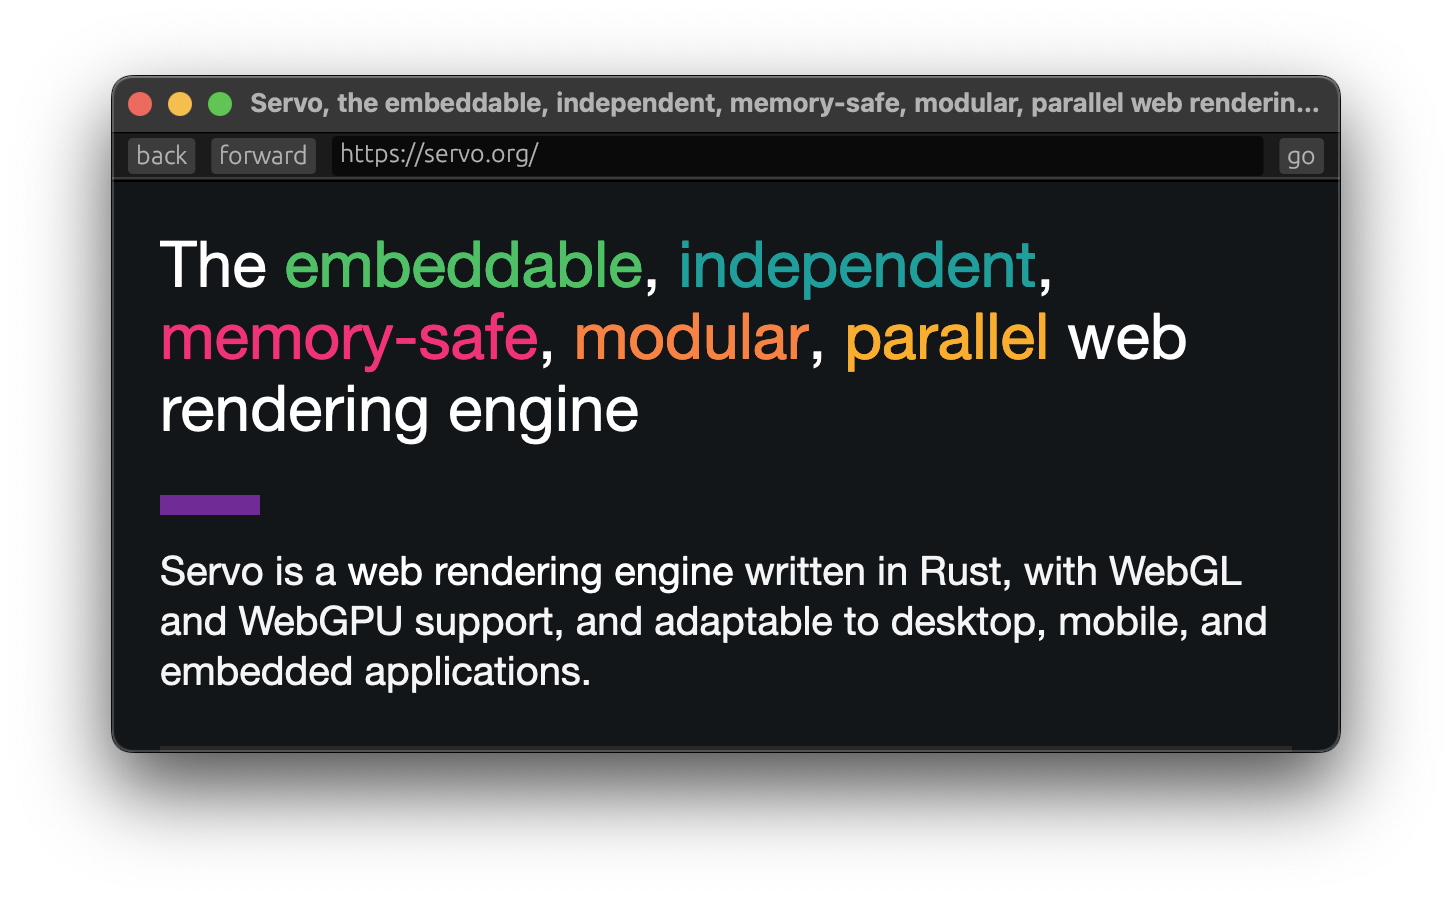 Servo, the embeddable, independent, memory-safe, modular, parallel web renderin...
back forward https://servo.org/ go
The embeddable, independent,
memory-safe, modular, parallel web
rendering engine
Servo is a web rendering engine written in Rust, with WebGL
and WebGPU support, and adaptable to desktop, mobile, and
embedded applications.